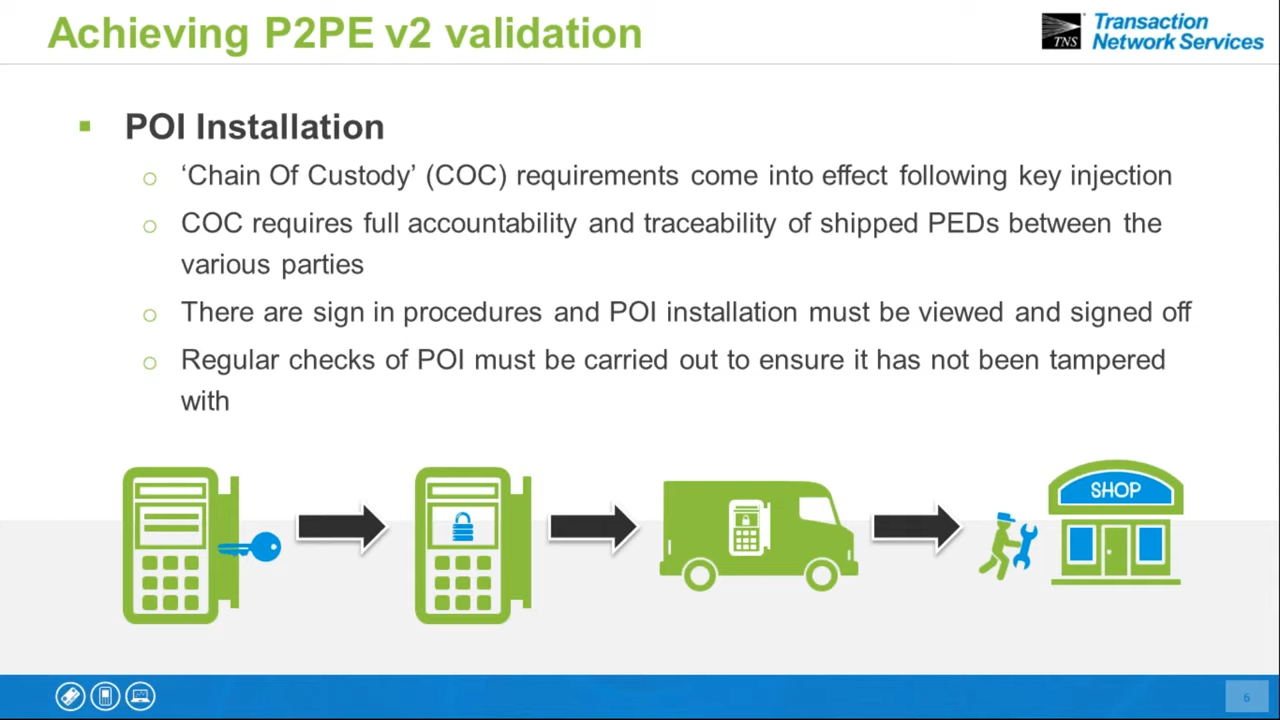 Achieving P2PE v2 validation
TNS
Transaction
Network Services
POI Installation
‘Chain Of Custody’ (COC) requirements come into effect following key injection
COC requires full accountability and traceability of shipped PEDs between the
various parties
There are sign in procedures and POI installation must be viewed and signed off
Regular checks of POI must be carried out to ensure it has not been tampered
with
SHOP
6